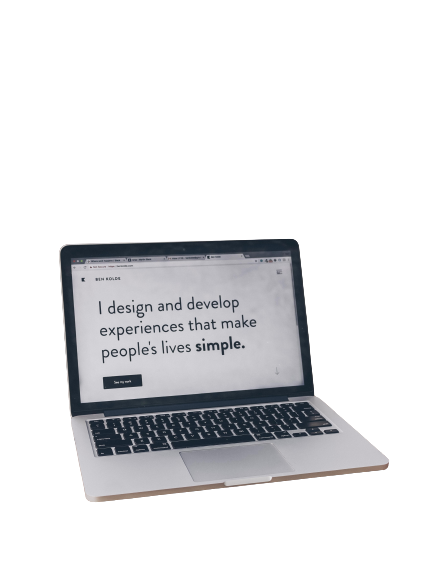 BEN KOLDE
I design and develop
experiences that make
people's lives simple.
See my work